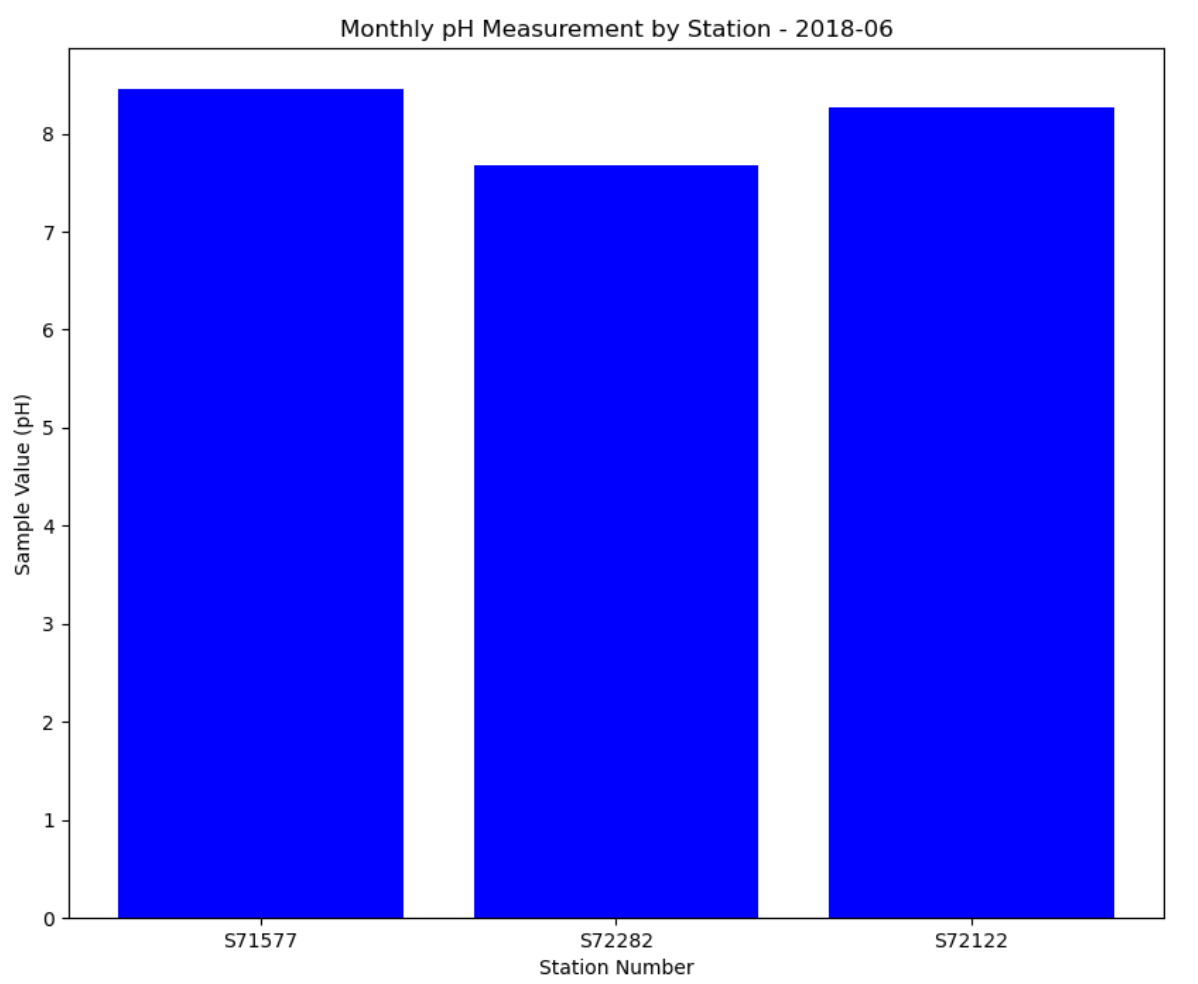 Monthly pH Measurement by Station - 2018-06
Sample Value (pH)
8
7
6
5
4
3
2
1
0
S71577 S72282 S72122
Station Number